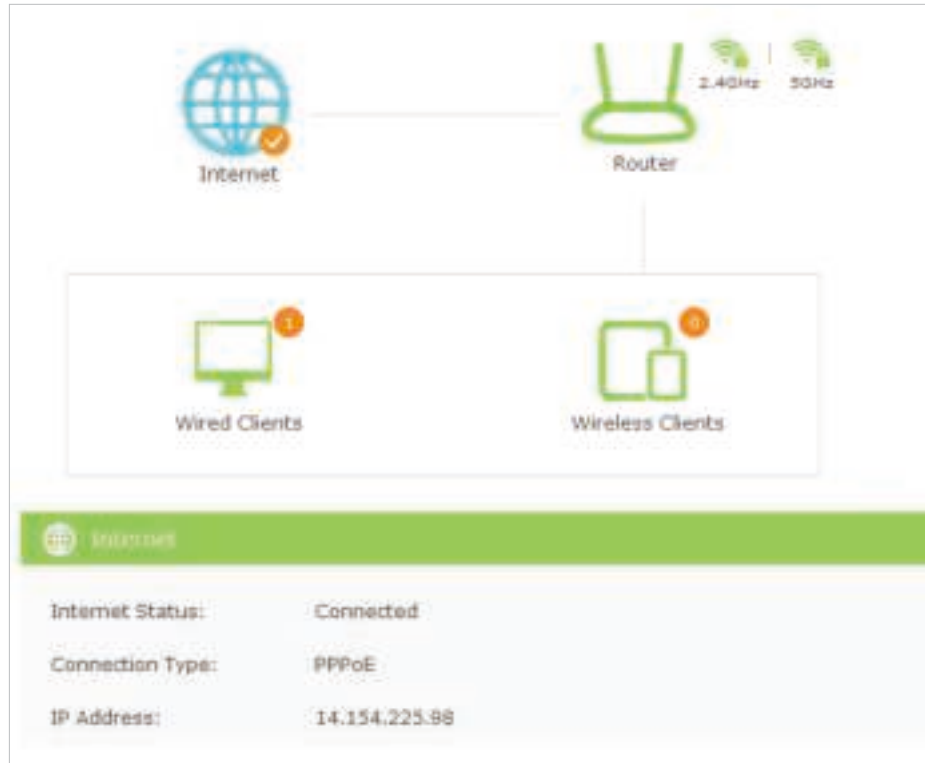 2.4GHz
5GHz
Internet
Router
1
0
Wired Clients
Wireless Clients
Internet
Internet Status: Connected
Connection Type: PPPoE
IP Address: 14.154.225.98